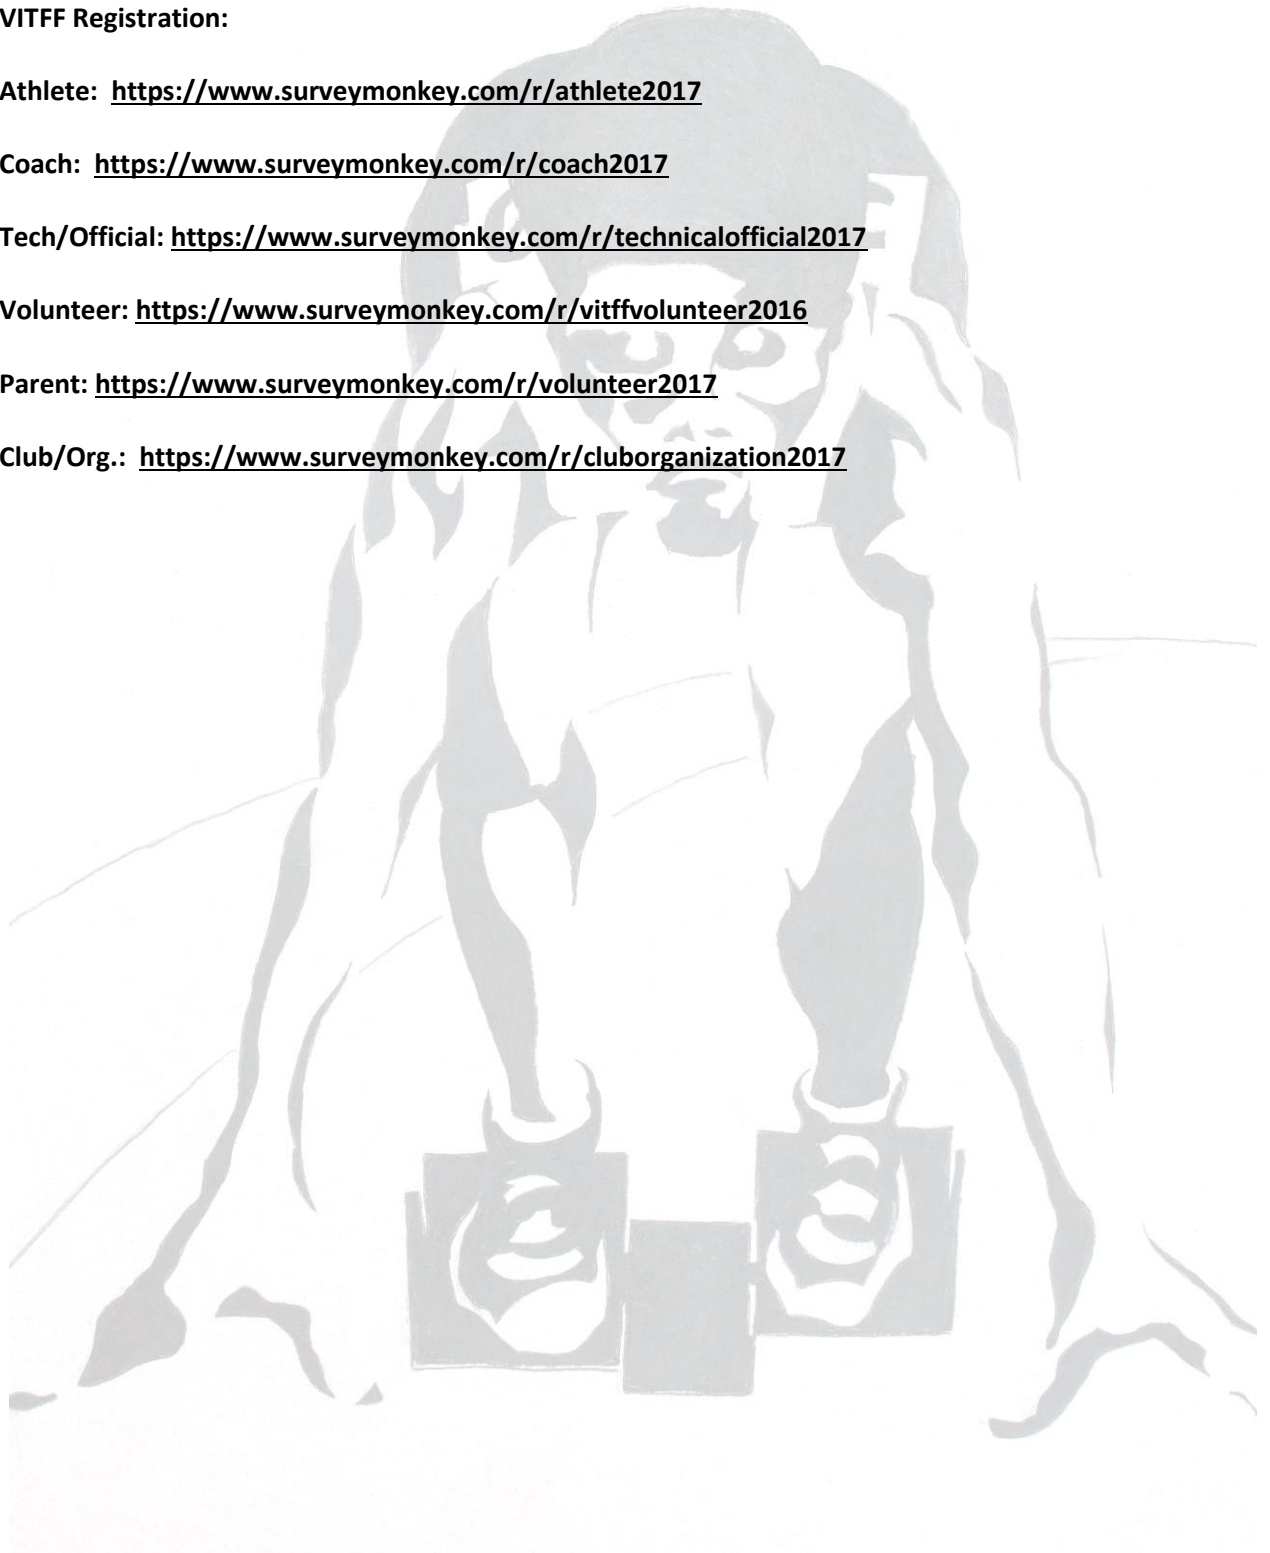 VITFF Registration:
Athlete:  https://www.surveymonkey.com/r/athlete2017
Coach:  https://www.surveymonkey.com/r/coach2017
Tech/Official: https://www.surveymonkey.com/r/technicalofficial2017
Volunteer: https://www.surveymonkey.com/r/vitffvolunteer2016
Parent: https://www.surveymonkey.com/r/volunteer2017
Club/Org.:  https://www.surveymonkey.com/r/cluborganization2017